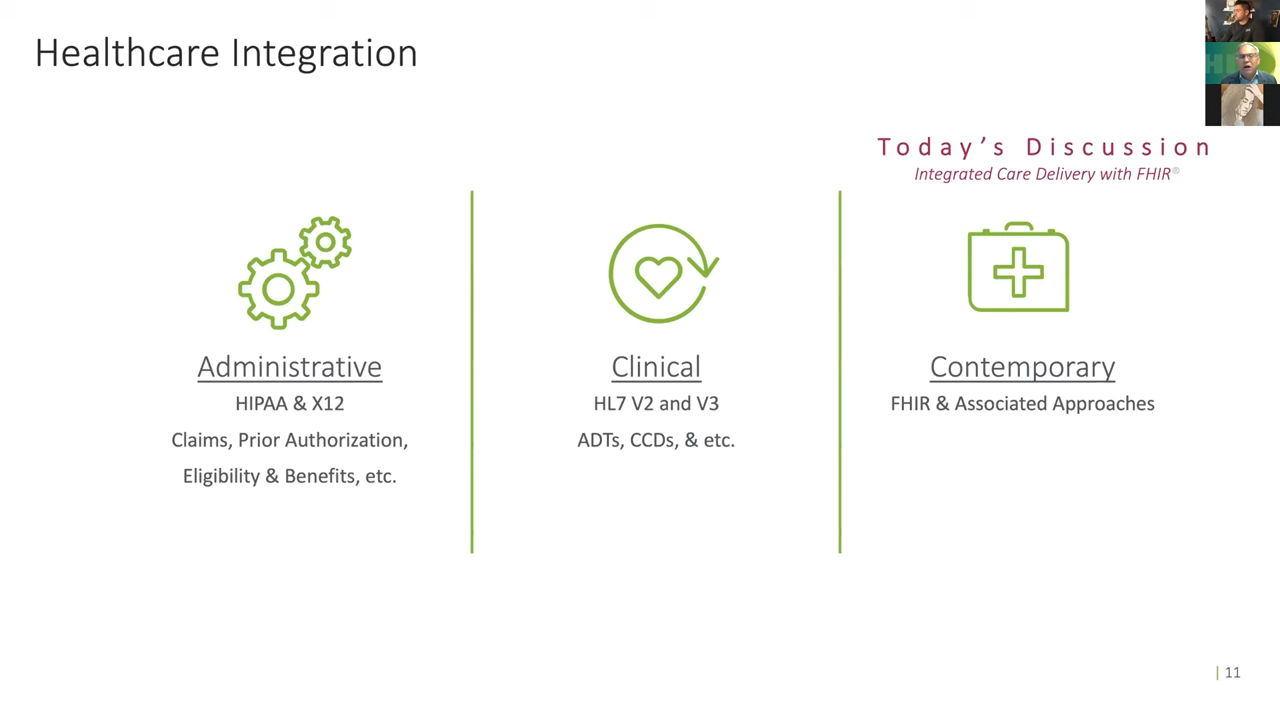 Healthcare Integration
Today's Discussion
Integrated Care Delivery with FHIR®
Administrative
HIPAA & X12
Claims, Prior Authorization,
Eligibility & Benefits, etc.
Clinical
HL7 V2 and V3
ADTs, CCDs, & etc.
Contemporary
FHIR & Associated Approaches
| 11